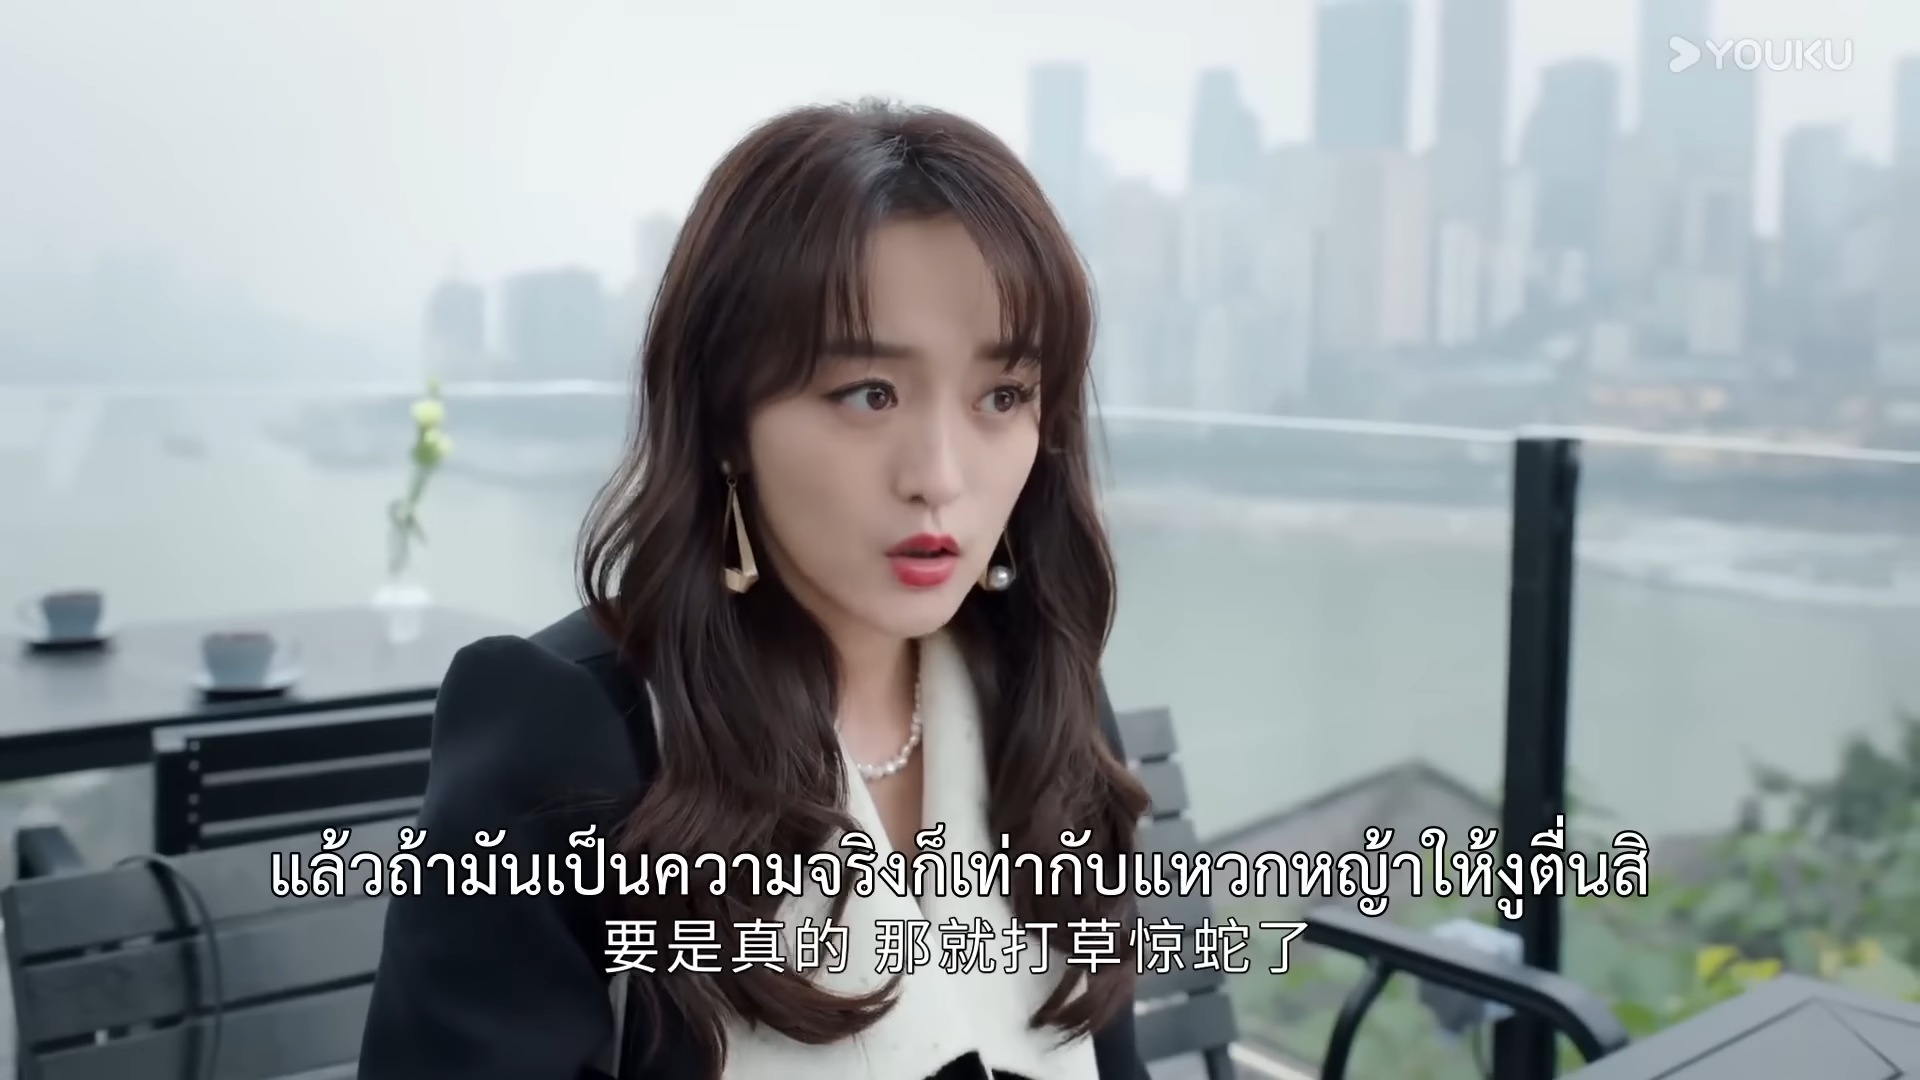 YOUKU
แล้วถ้ามันเป็นความจริงก็เท่ากับแหวกหญ้าให้งูตื่นสิ
要是真的 那就打草惊蛇了